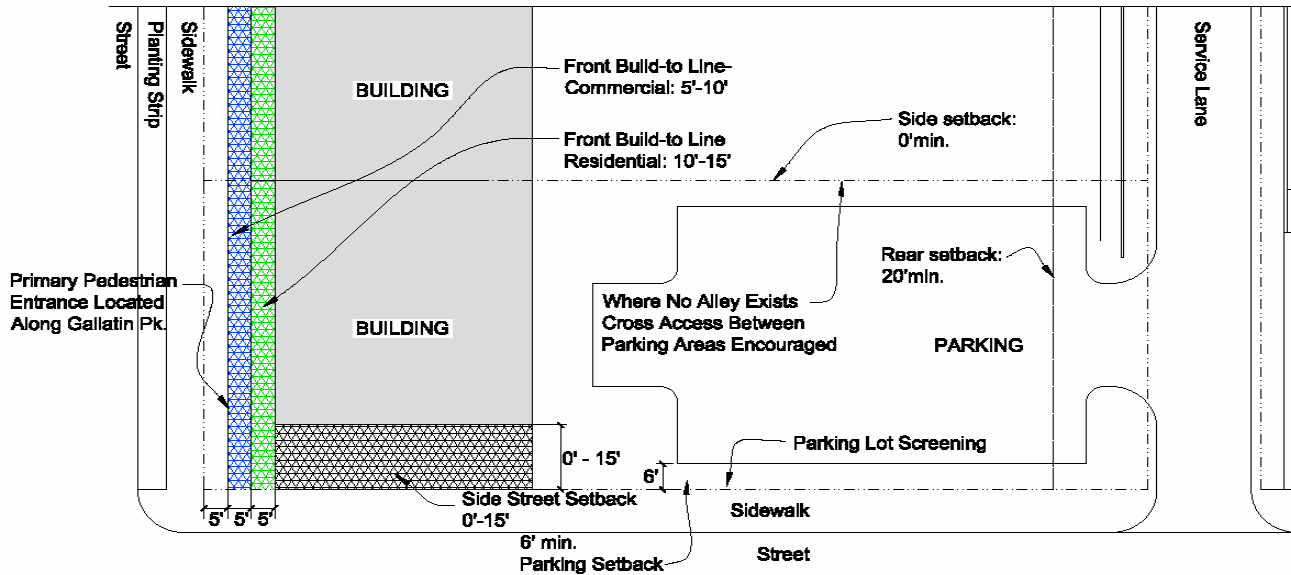 Street
Planting Strip
Sidewalk
BUILDING
Front Build-to Line-
Commercial: 5'-10'
Front Build-to Line
Residential: 10'-15'
Side setback:
0'min.
Service Lane
Primary Pedestrian
Entrance Located
Along Gallatin Pk.
BUILDING
Where No Alley Exists
Cross Access Between
Parking Areas Encouraged
Rear setback:
20'min.
PARKING
0' - 15'
6'
Parking Lot Screening
Side Street Setback
0'-15'
5' 5' 5'
6' min.
Parking Setback
Sidewalk
Street